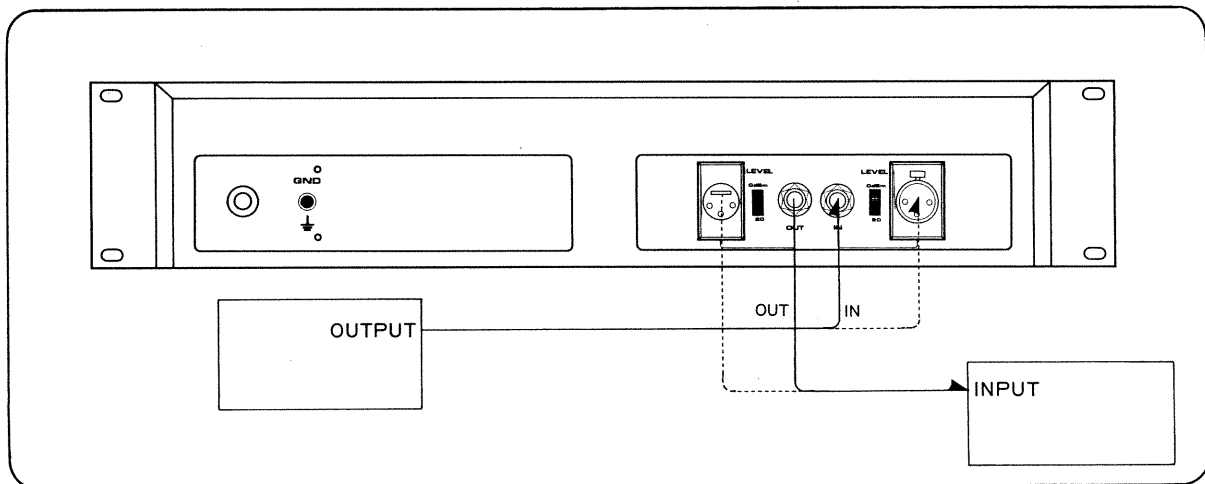 GND
LEVEL
0dBm
20
OUT
IN
LEVEL
0dBm
20
OUT
IN
OUTPUT
INPUT